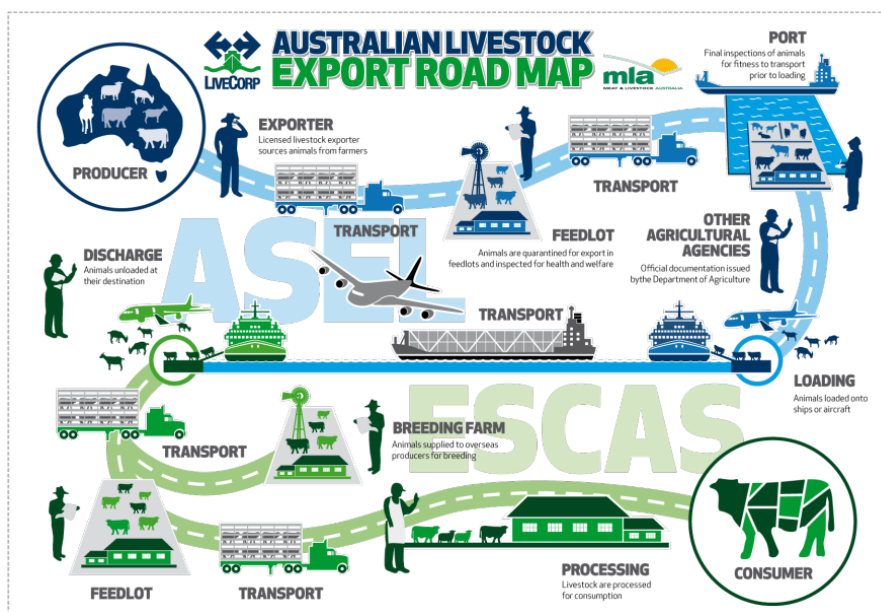 LIVECORP
AUSTRALIAN LIVESTOCK
EXPORT ROAD MAP
mla
MEAT & LIVESTOCK AUSTRALIA
PORT
Final inspections of animals
for fitness to transport
prior to loading
PRODUCER
EXPORTER
Licensed livestock exporter
sources animals from farmers
TRANSPORT
FEEDLOT
Animals are quarantined for export in
feedlots and inspected for health and welfare
TRANSPORT
OTHER
AGRICULTURAL
AGENCIES
Official documentation issued
bythe Department of Agriculture
ASEL
DISCHARGE
Animals unloaded at
their destination
TRANSPORT
LOADING
Animals loaded onto
ships or aircraft
ESCAS
TRANSPORT
BREEDING FARM
Animals supplied to overseas
producers for breeding
FEEDLOT
TRANSPORT
PROCESSING
Livestock are processed
for consumption
CONSUMER